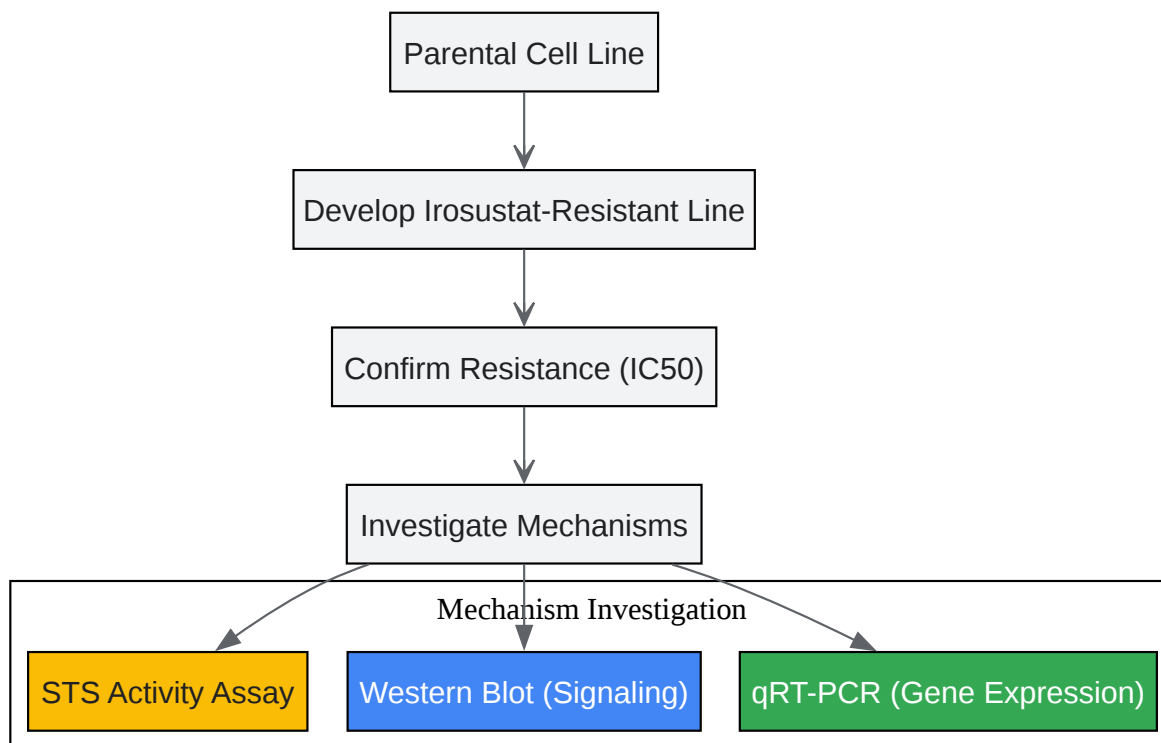 Parental Cell Line
Develop Irosustat-Resistant Line
Confirm Resistance (IC50)
Investigate Mechanisms
Mechanism Investigation
STS Activity Assay
Western Blot (Signaling)
qRT-PCR (Gene Expression)